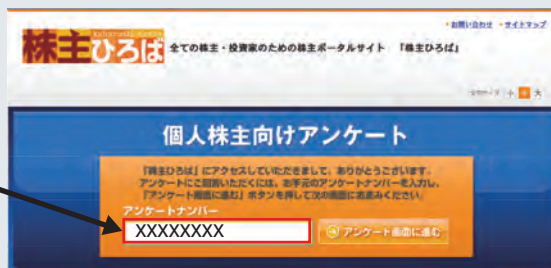 ・お問い合わせ ・サイトマップ
株主ひろば 全ての株主・投資家のための株主ポータルサイト 「株主ひろば」
小 中 大
個人株主向けアンケート
「株主ひろば」にアクセスしていただきまして、ありがとうございます。
アンケートにご回答いただくには、お手元のアンケートナンバーを入力し、
「アンケート画面に進む」ボタンを押して次の画面にお進みください。
アンケートナンバー
XXXXXXXX アンケート画面に進む